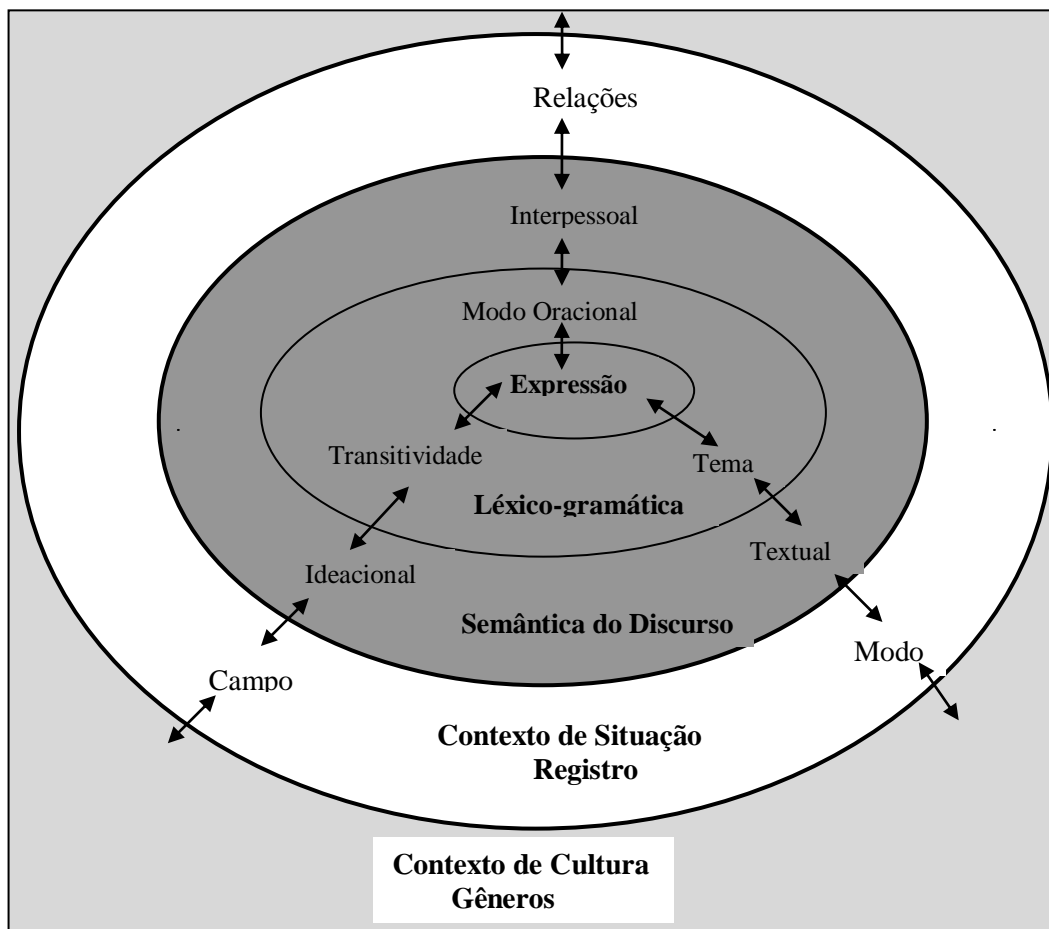 Relações
Interpessoal
Modo Oracional
Expressão
Transitividade
Tema
Léxico-gramática
Textual
Ideacional
Semântica do Discurso
Modo
Campo
Contexto de Situação
Registro
Contexto de Cultura
Gêneros